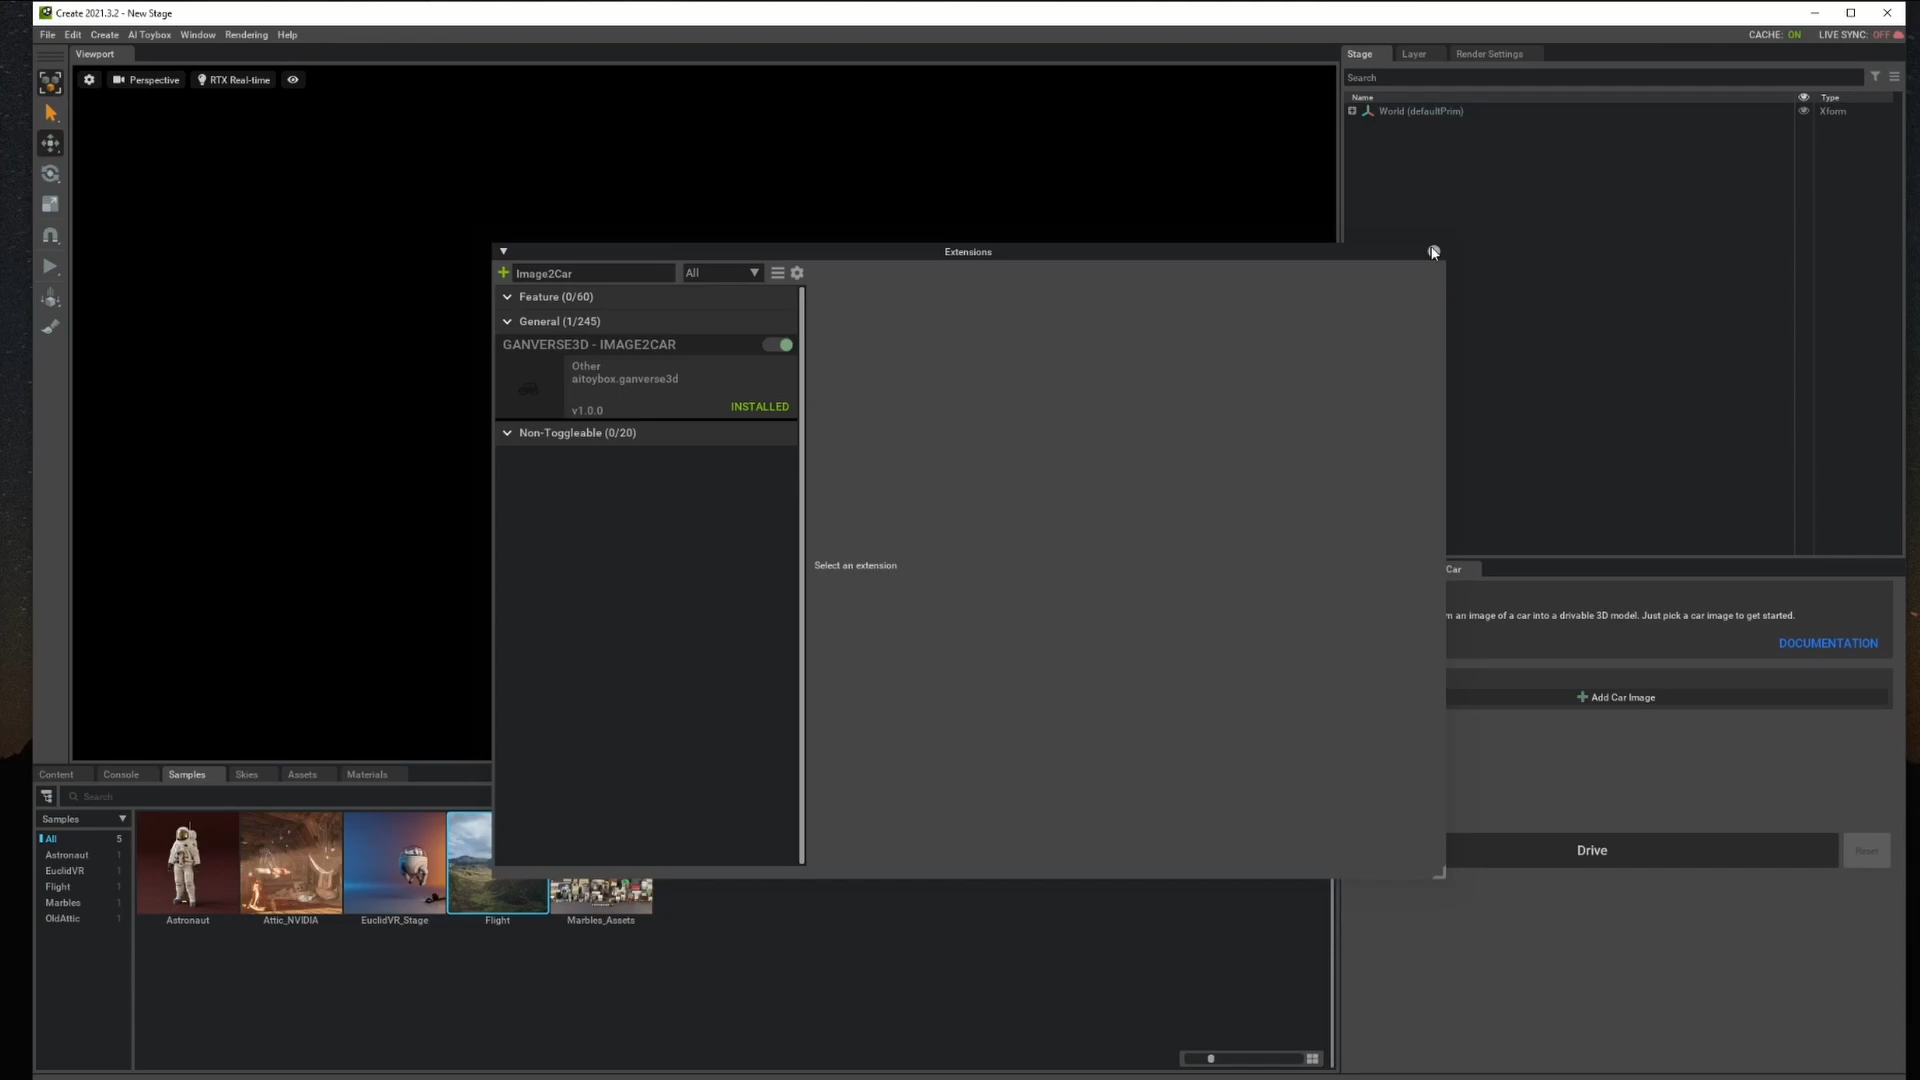 Create 2021.3.2 - New Stage
File Edit Create AI Toybox Window Rendering Help
CACHE: ON LIVE SYNC: OFF
Viewport
Perspective RTX Real-time
Stage Layer Render Settings
Search
Name Type
World (defaultPrim) Xform
Extensions
Image2Car All
Feature (0/60)
General (1/245)
GANVERSE3D - IMAGE2CAR
Other
aitoybox.ganverse3d
v1.0.0 INSTALLED
Non-Toggleable (0/20)
Select an extension
Car
n an image of a car into a drivable 3D model. Just pick a car image to get started.
DOCUMENTATION
Add Car Image
Drive Reset
Content Console Samples Skies Assets Materials
Search
Samples
All 5
Astronaut 1
EuclidVR 1
Flight 1
Marbles 1
OldAttic 1
Astronaut Attic_NVIDIA EuclidVR_Stage Flight Marbles_Assets